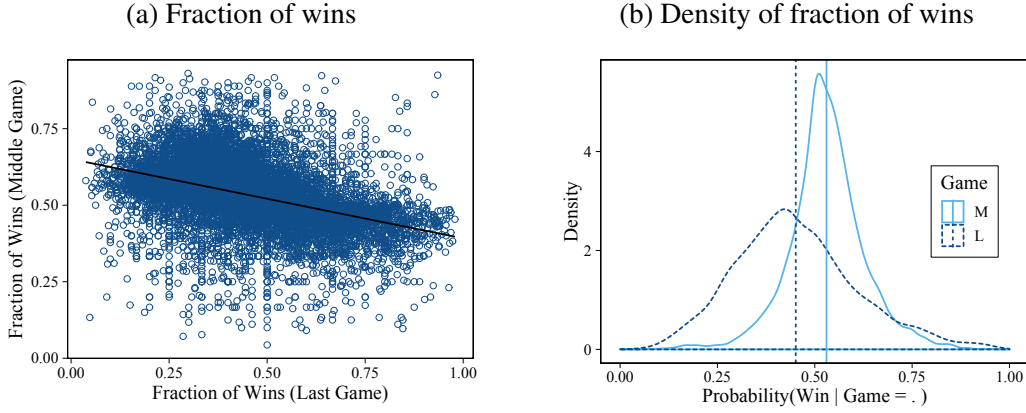 (a) Fraction of wins
Fraction of Wins (Middle Game)
0.75
0.50
0.25
0.00
0.00 0.25 0.50 0.75 1.00
Fraction of Wins (Last Game)
(b) Density of fraction of wins
Density
4
2
0
0.00 0.25 0.50 0.75 1.00
Probability(Win | Game = . )
Game
M
L